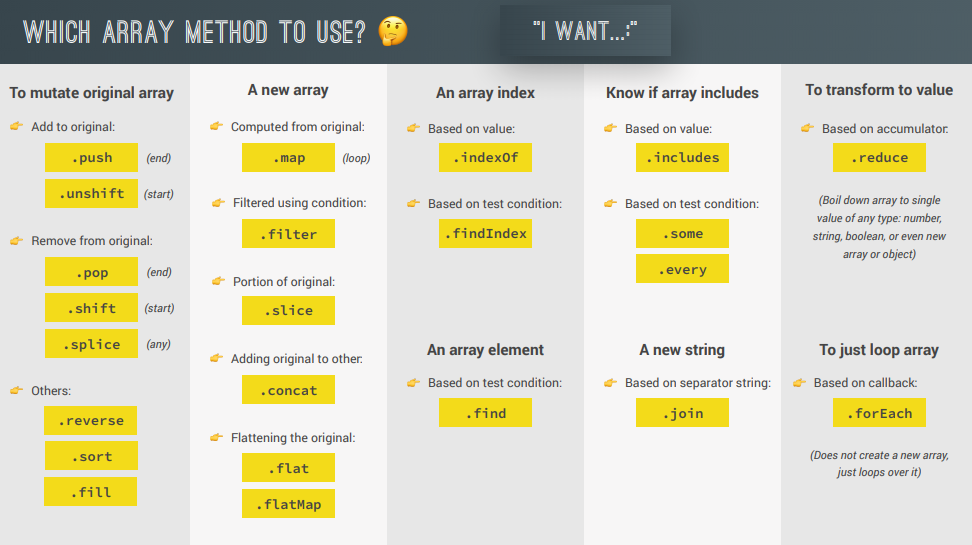 WHICH ARRAY METHOD TO USE? 🤔
"I WANT...:"
To mutate original array
👉 Add to original:
.push (end)
.unshift (start)
👉 Remove from original:
.pop (end)
.shift (start)
.splice (any)
👉 Others:
.reverse
.sort
.fill
A new array
👉 Computed from original:
.map (loop)
👉 Filtered using condition:
.filter
👉 Portion of original:
.slice
👉 Adding original to other:
.concat
👉 Flattening the original:
.flat
.flatMap
An array index
👉 Based on value:
.indexOf
👉 Based on test condition:
.findIndex
An array element
👉 Based on test condition:
.find
Know if array includes
👉 Based on value:
.includes
👉 Based on test condition:
.some
.every
A new string
👉 Based on separator string:
.join
To transform to value
👉 Based on accumulator:
.reduce
(Boil down array to single
value of any type: number,
string, boolean, or even new
array or object)
To just loop array
👉 Based on callback:
.forEach
(Does not create a new array,
just loops over it)